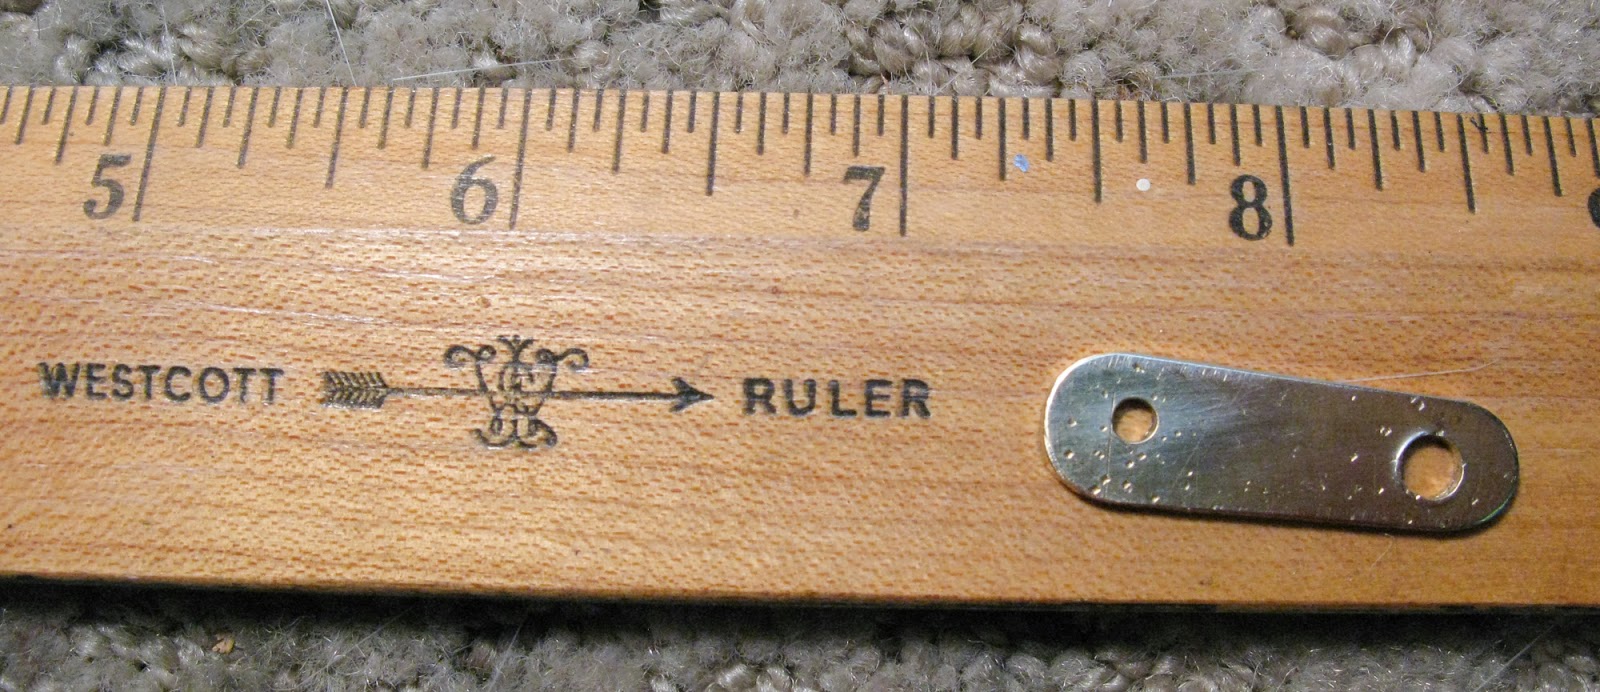 5 6 7 8
WESTCOTT RULER